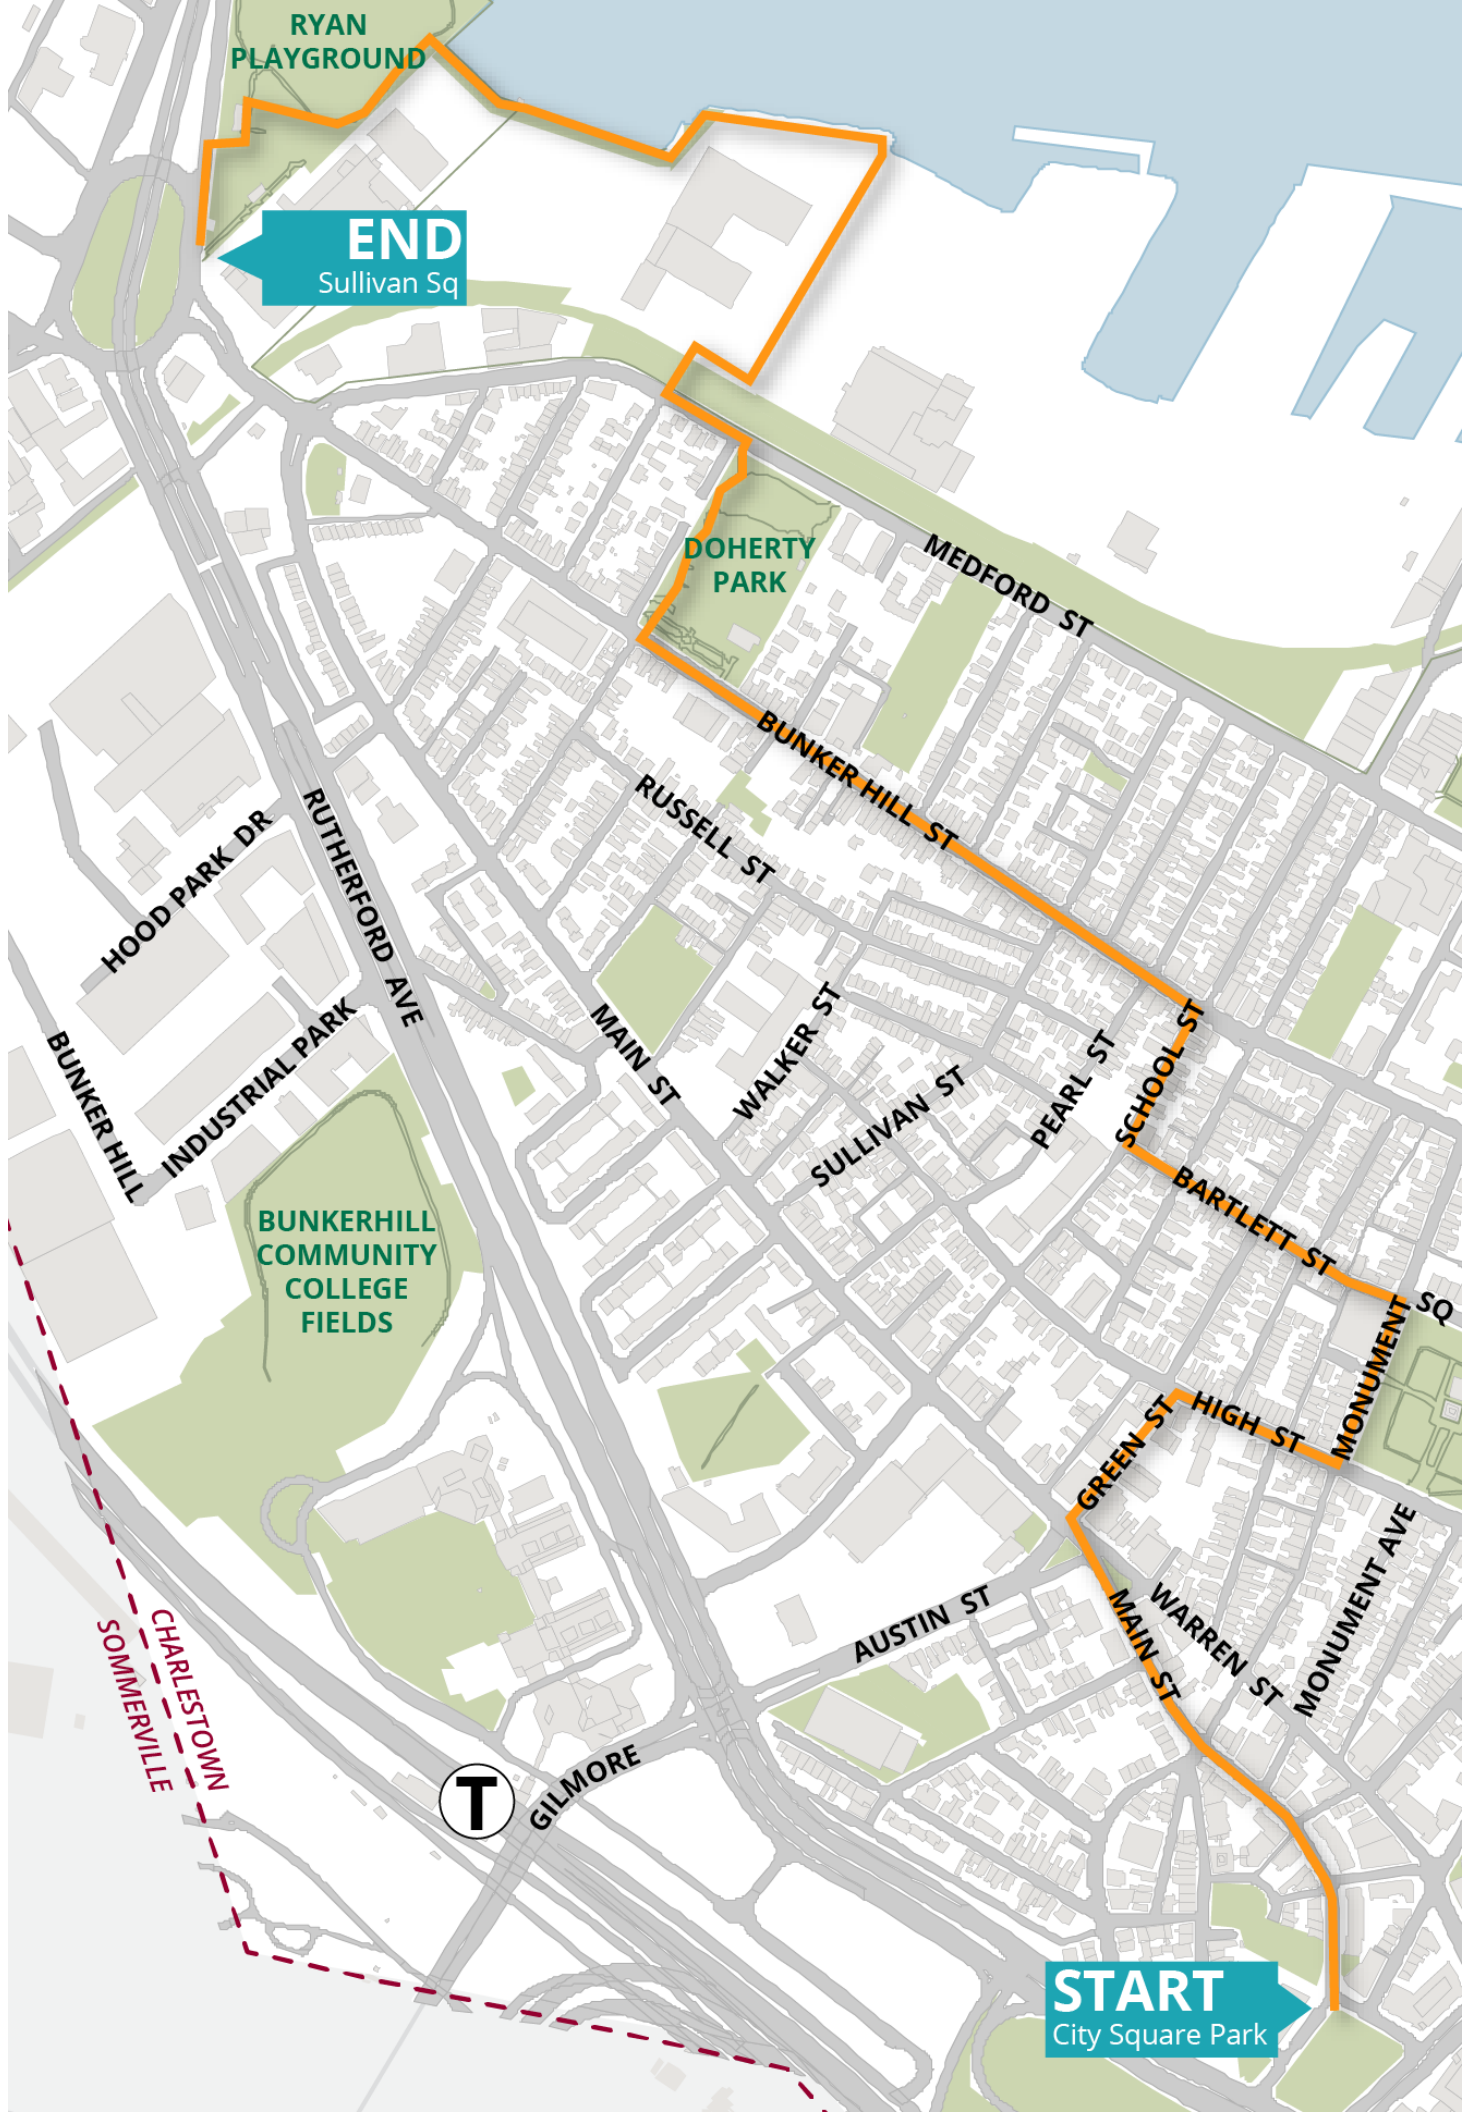 RYAN
PLAYGROUND
END
Sullivan Sq
DOHERTY
PARK
MEDFORD ST
BUNKER HILL ST
RUSSELL ST
RUTHERFORD AVE
HOOD PARK DR
INDUSTRIAL PARK
BUNKER HILL
MAIN ST
WALKER ST
SULLIVAN ST
PEARL ST
SCHOOL ST
BARTLETT ST
MONUMENT SQ
BUNKERHILL
COMMUNITY
COLLEGE
FIELDS
HIGH ST
GREEN ST
MONUMENT AVE
WARREN ST
MAIN ST
AUSTIN ST
CHARLESTOWN
SOMMERVILLE
GILMORE
T
START
City Square Park